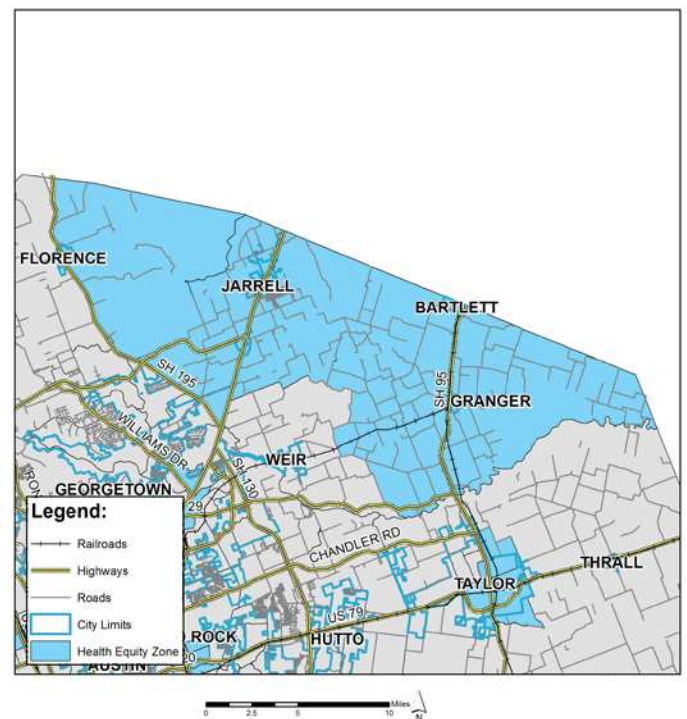 FLORENCE
JARRELL
BARTLETT
SH 195
SH 95
GRANGER
WILLIAMS DR
WEIR
SH 130
GEORGETOWN
29
Legend:
Railroads
Highways
Roads
City Limits
Health Equity Zone
CHANDLER RD
THRALL
TAYLOR
US 79
ROCK
HUTTO
20
AUSTIN
Miles
0 2.5 5 10
N